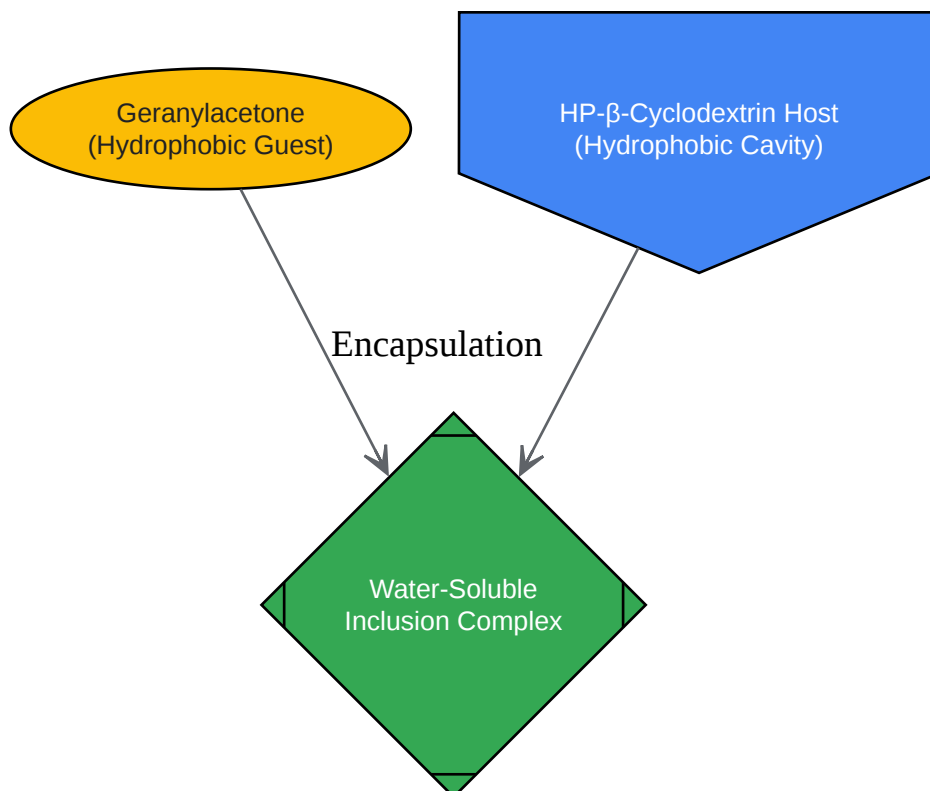 Geranylacetone
(Hydrophobic Guest)
HP-β-Cyclodextrin Host
(Hydrophobic Cavity)
Encapsulation
Water-Soluble
Inclusion Complex